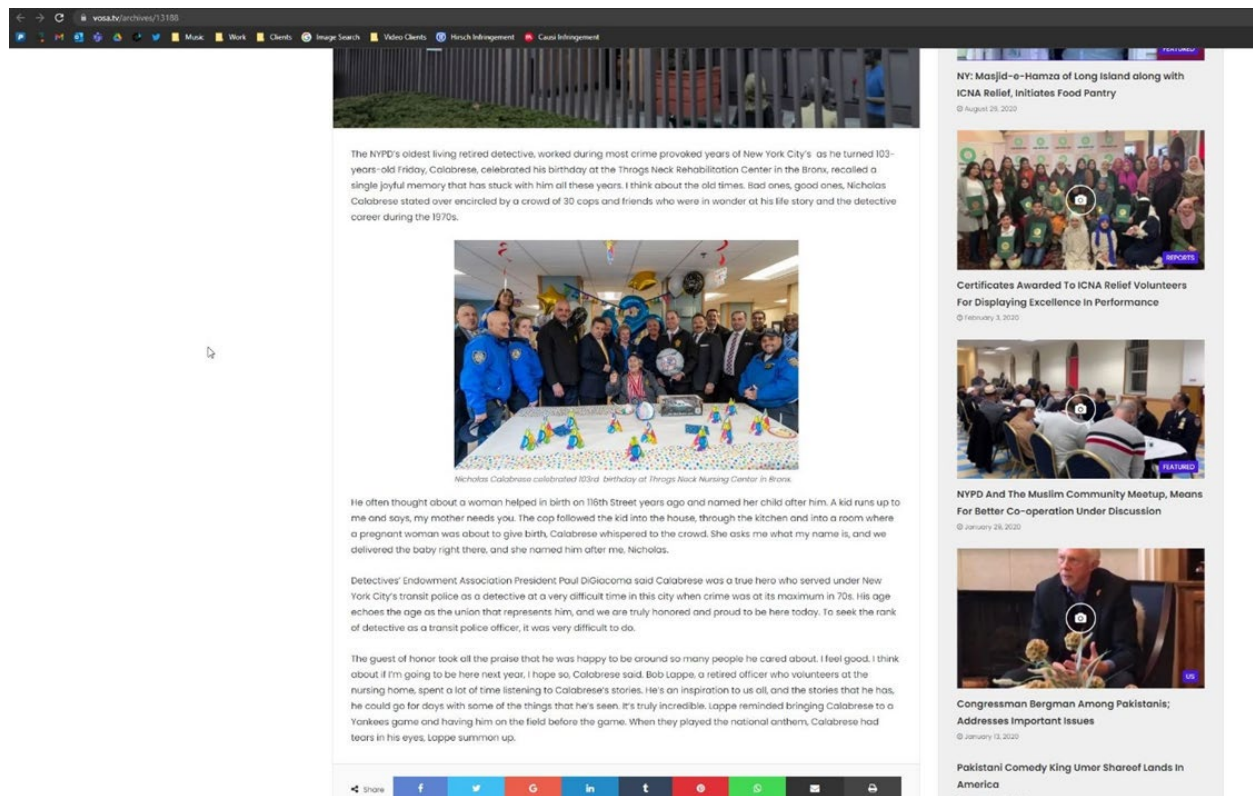 vosa.tv/archives/13188
Music
Work
Clients
Image Search
Video Clients
Hirsch Infringement
Causi Infringement
The NYPD's oldest living retired detective, worked during most crime provoked years of New York City's as he turned 103-
years-old Friday, Calabrese, celebrated his birthday at the Throgs Neck Rehabilitation Center in the Bronx, recalled a
single joyful memory that has stuck with him all these years. I think about the old times. Bad ones, good ones, Nicholas
Calabrese stated over encircled by a crowd of 30 cops and friends who were in wonder at his life story and the detective
career during the 1970s.
Nicholas Calabrese celebrated 103rd birthday at Throgs Neck Nursing Center in Bronx.
He often thought about a woman helped in birth on 116th Street years ago and named her child after him. A kid runs up to
me and says, my mother needs you. The cop followed the kid into the house, through the kitchen and into a room where
a pregnant woman was about to give birth, Calabrese whispered to the crowd. She asks me what my name is, and we
delivered the baby right there, and she named him after me, Nicholas.
Detectives' Endowment Association President Paul DiGiacoma said Calabrese was a true hero who served under New
York City's transit police as a detective at a very difficult time in this city when crime was at its maximum in 70s. His age
echoes the age as the union that represents him, and we are truly honored and proud to be here today. To seek the rank
of detective as a transit police officer, it was very difficult to do.
The guest of honor took all the praise that he was happy to be around so many people he cared about. I feel good. I think
about if I'm going to be here next year, I hope so, Calabrese said. Bob Lappe, a retired officer who volunteers at the
nursing home, spent a lot of time listening to Calabrese's stories. He's an inspiration to us all, and the stories that he has,
he could go for days with some of the things that he's seen. It's truly incredible. Lappe reminded bringing Calabrese to a
Yankees game and having him on the field before the game. When they played the national anthem, Calabrese had
tears in his eyes, Lappe summon up.
Share
FEATURED
NY: Masjid-e-Hamza of Long Island along with
ICNA Relief, Initiates Food Pantry
August 29, 2020
REPORTS
Certificates Awarded To ICNA Relief Volunteers
For Displaying Excellence In Performance
February 3, 2020
FEATURED
NYPD And The Muslim Community Meetup, Means
For Better Co-operation Under Discussion
January 29, 2020
US
Congressman Bergman Among Pakistanis;
Addresses Important Issues
January 13, 2020
Pakistani Comedy King Umer Shareef Lands In
America